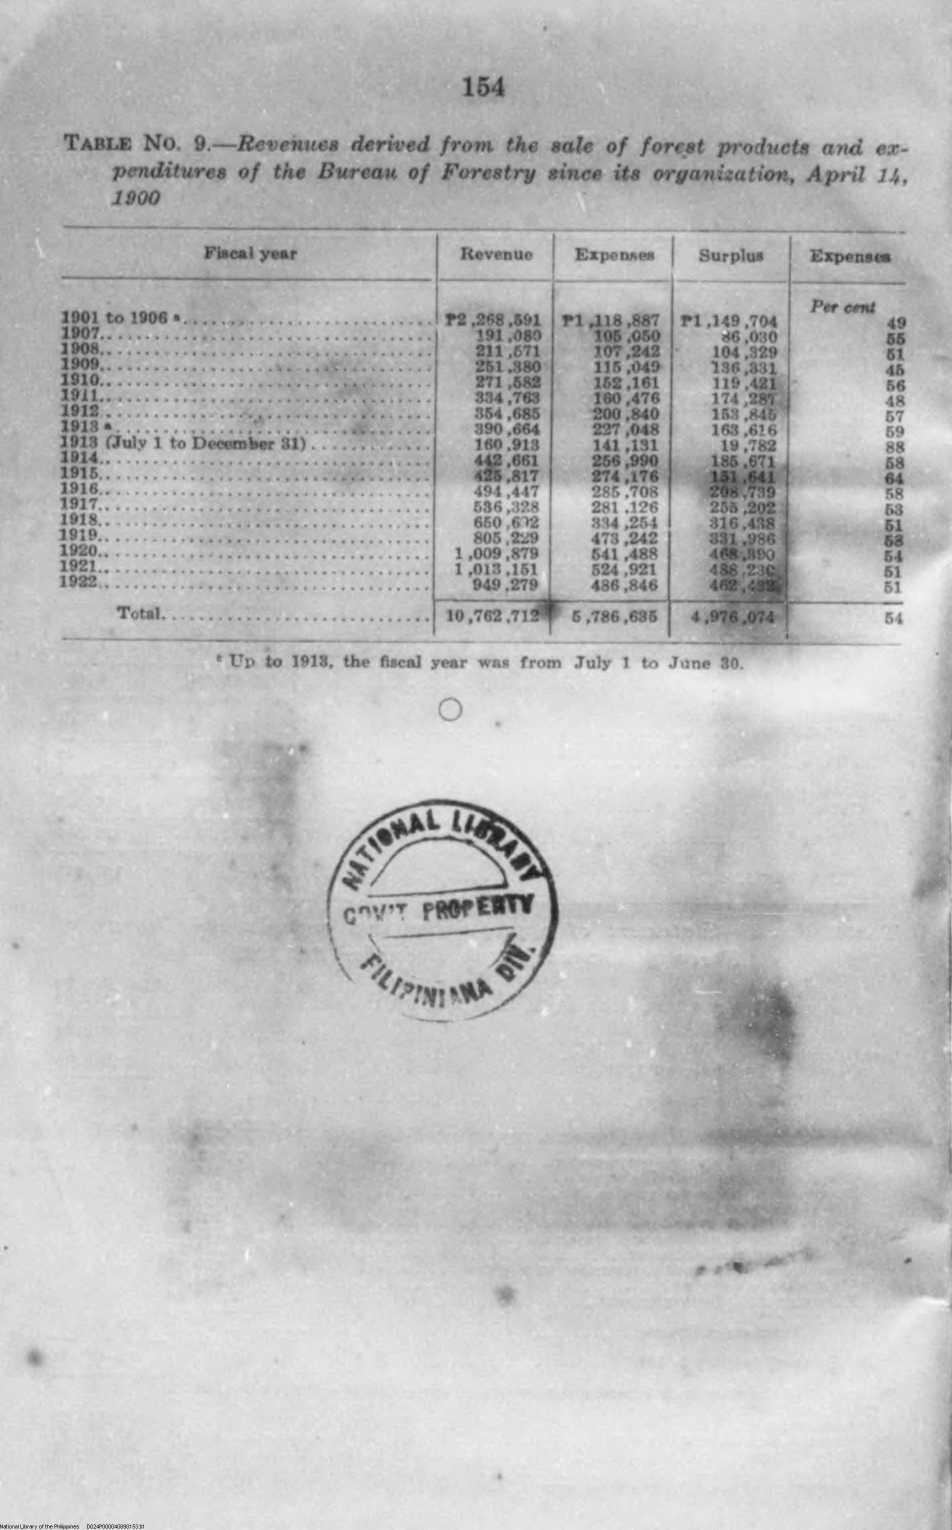 154
TABLE NO. 9.—Revenues derived from the sale of forest products and ex-
penditures of the Bureau of Forestry since its organization, April 14,
1900
Fiscal year Revenue Expenses Surplus Expenses
Per cent
1901 to 1906 a ₱2,268,591 ₱1,118,887 ₱1,149,704 49
1907 191,080 105,050 86,030 55
1908 211,571 107,242 104,329 51
1909 251,380 115,049 136,331 45
1910 271,582 152,161 119,421 56
1911 334,763 160,476 174,287 48
1912 354,685 200,840 153,845 57
1913 a 390,664 227,048 163,616 59
1913 (July 1 to December 31) 160,913 141,131 19,782 88
1914 442,661 256,990 185,671 58
1915 425,817 274,176 151,641 64
1916 494,447 285,708 208,739 58
1917 536,328 281.126 255,202 53
1918 650,692 334,254 316,438 51
1919 805,229 473,242 331,986 58
1920 1,009,879 541,488 468,390 54
1921 1,013,151 524,921 488,230 51
1922 949,279 486,846 462,432 51
Total 10,762,712 5,786,635 4,976,074 54
a Up to 1913, the fiscal year was from July 1 to June 30.
NATIONAL LIBRARY
GOV'T PROPERTY
FILIPINIANA DIV.